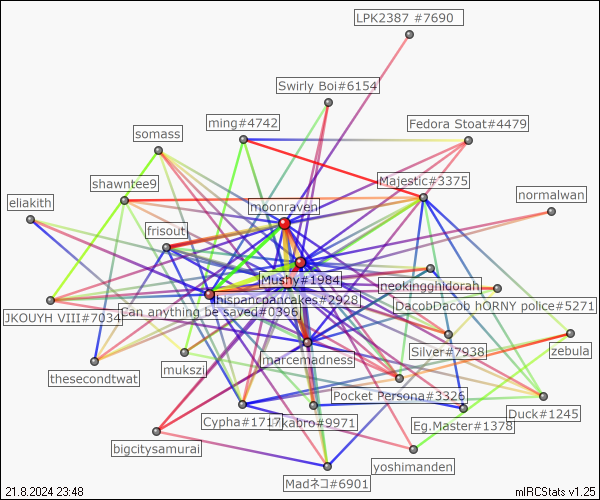 LPK2387 #7690
Swirly Boi#6154
ming#4742
Fedora Stoat#4479
somass
Majestic#3375
shawntee9
normalwan
eliakith
moonraven
frisout
Mushy#1984
neokingghidorah
hispancpancakes#2928
DacobDacob hORNY police#5271
JKOUYH VIII#7034
Can anything be saved#0396
marcemadness
Silver#7938
zebula
thesecondtwat
mukszi
Pocket Persona#3326
Cypha#1717
kabro#9971
Duck#1245
Eg.Master#1378
bigcitysamurai
yoshimanden
Madネコ#6901
21.8.2024 23:48
mIRCStats v1.25